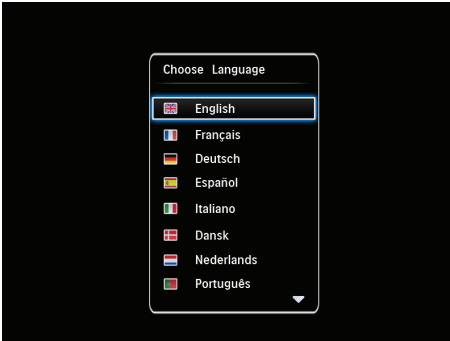 Choose Language
English
Français
Deutsch
Español
Italiano
Dansk
Nederlands
Português